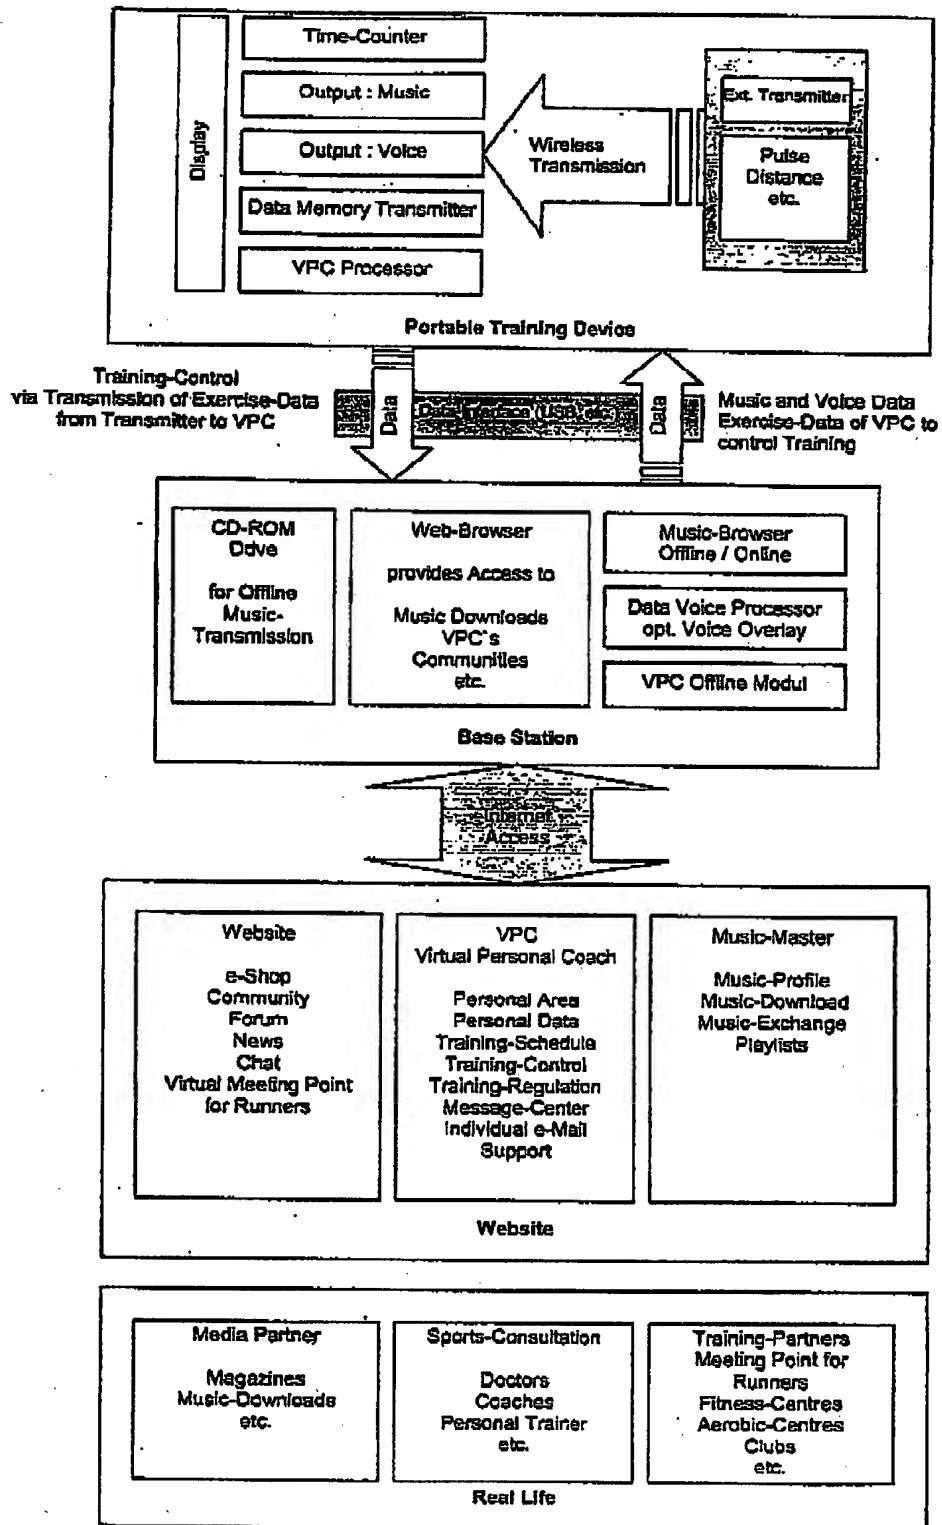 Time-Counter
Output : Music
Output : Voice
Data Memory Transmitter
VPC Processor
Display
Wireless
Transmission
Ext. Transmitter
Pulse
Distance
etc.
Portable Training Device
Training-Control
via Transmission of Exercise-Data
from Transmitter to VPC
Data
Data Interface (USB, etc.)
Data
Music and Voice Data
Exercise-Data of VPC to
control Training
CD-ROM
Ddve
for Offline
Music-
Transmission
Web-Browser
provides Access to
Music Downloads
VPC's
Communities
etc.
Music-Browser
Offline / Online
Data Voice Processor
opt. Voice Overlay
VPC Offline Modul
Base Station
Internet
Access
Website
e-Shop
Community
Forum
News
Chat
Virtual Meeting Point
for Runners
VPC
Virtual Personal Coach
Personal Area
Personal Data
Training-Schedule
Training-Control
Training-Regulation
Message-Center
Individual e-Mail
Support
Music-Master
Music-Profile
Music-Download
Music-Exchange
Playlists
Website
Media Partner
Magazines
Music-Downloads
etc.
Sports-Consultation
Doctors
Coaches
Personal Trainer
etc.
Training-Partners
Meeting Point for
Runners
Fitness-Centres
Aerobic-Centres
Clubs
etc.
Real Life